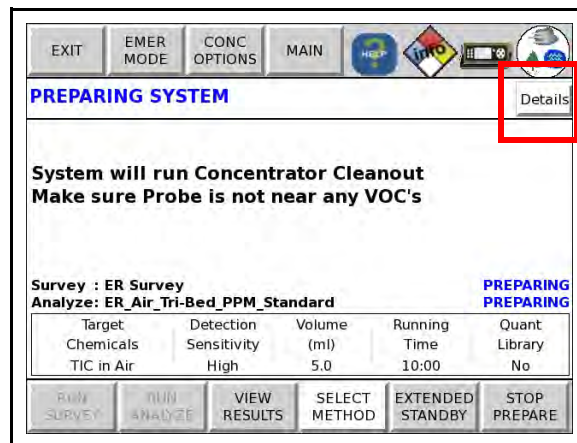 EXIT
EMER
MODE
CONC
OPTIONS
MAIN
HELP
info
PREPARING SYSTEM
Details
System will run Concentrator Cleanout
Make sure Probe is not near any VOC's
Survey : ER Survey PREPARING
Analyze: ER_Air_Tri-Bed_PPM_Standard PREPARING
Target Detection Volume Running Quant
Chemicals Sensitivity (ml) Time Library
TIC in Air High 5.0 10:00 No
RUN
SURVEY
RUN
ANALYZE
VIEW
RESULTS
SELECT
METHOD
EXTENDED
STANDBY
STOP
PREPARE